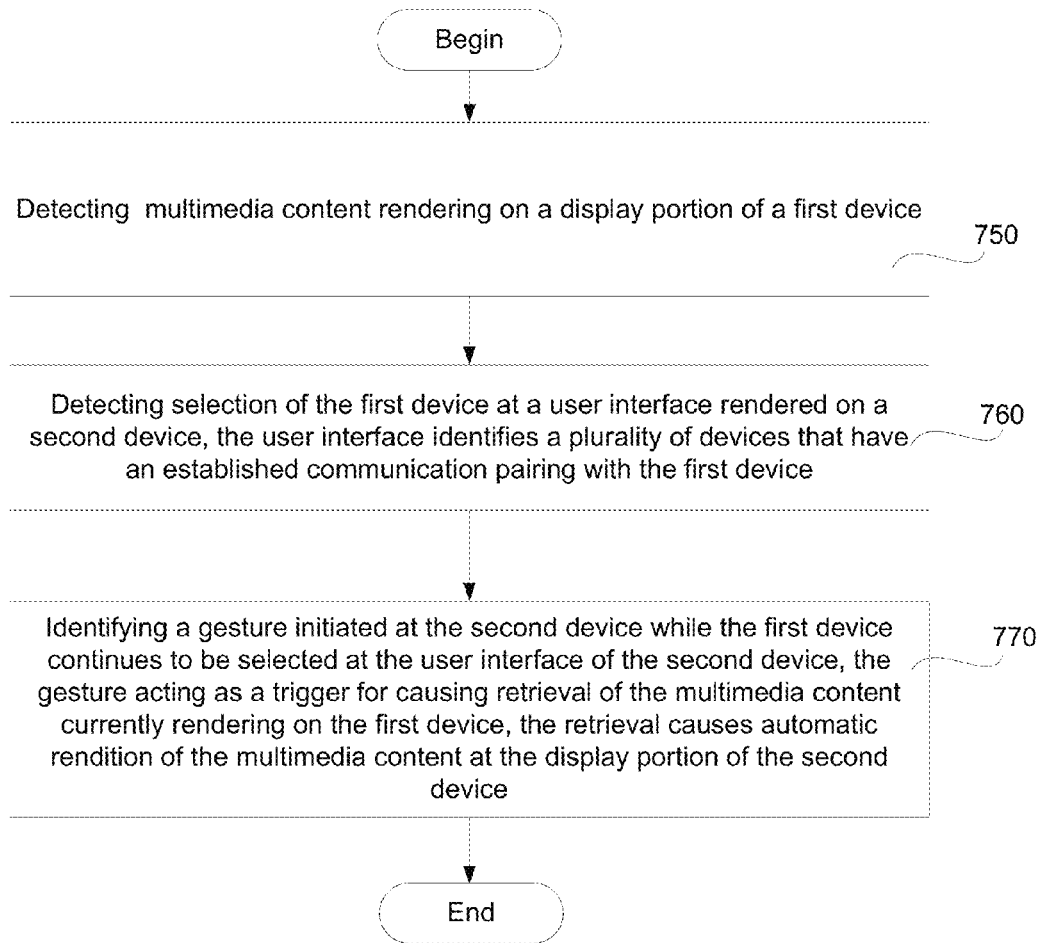 Begin
Detecting multimedia content rendering on a display portion of a first device
750
Detecting selection of the first device at a user interface rendered on a
second device, the user interface identifies a plurality of devices that have
an established communication pairing with the first device
760
Identifying a gesture initiated at the second device while the first device
continues to be selected at the user interface of the second device, the
gesture acting as a trigger for causing retrieval of the multimedia content
currently rendering on the first device, the retrieval causes automatic
rendition of the multimedia content at the display portion of the second
device
770
End